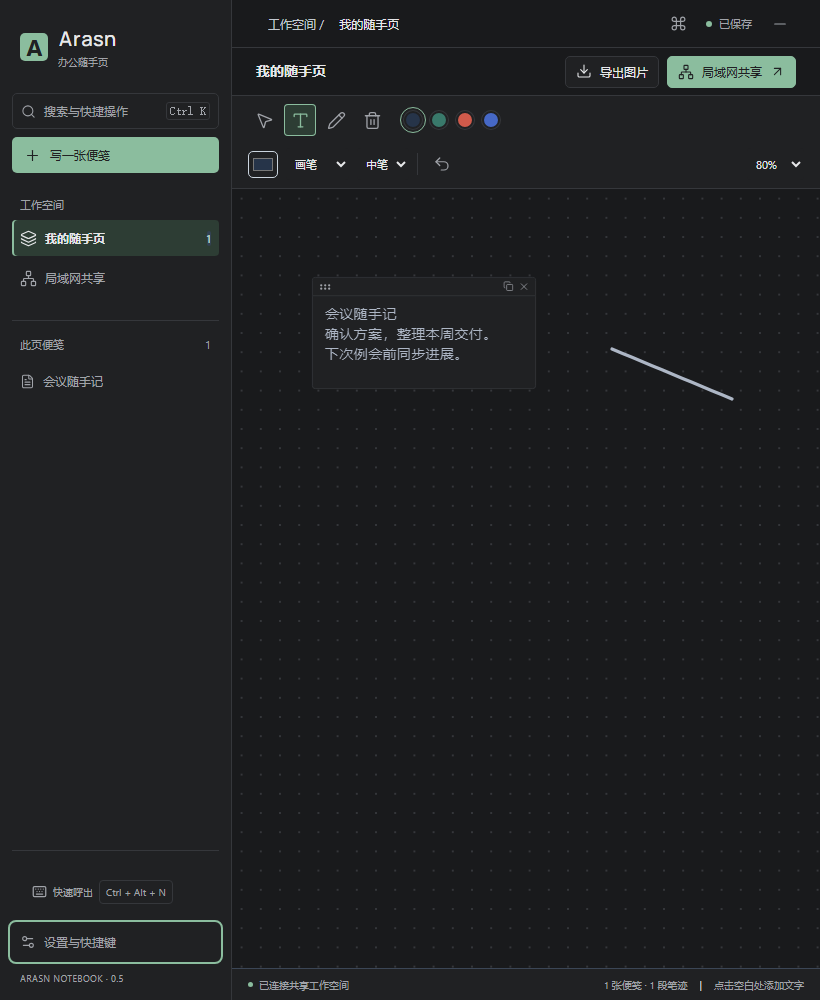 A Arasn
办公随手页
搜索与快捷操作 Ctrl K
写一张便笺
工作空间
我的随手页 1
局域网共享
此页便笺 1
会议随手记
快速呼出 Ctrl + Alt + N
设置与快捷键
ARASN NOTEBOOK · 0.5
工作空间 / 我的随手页 已保存
我的随手页 导出图片 局域网共享
画笔 中笔 80%
会议随手记
确认方案，整理本周交付。
下次例会前同步进展。
已连接共享工作空间 1 张便笺 · 1 段笔迹 | 点击空白处添加文字